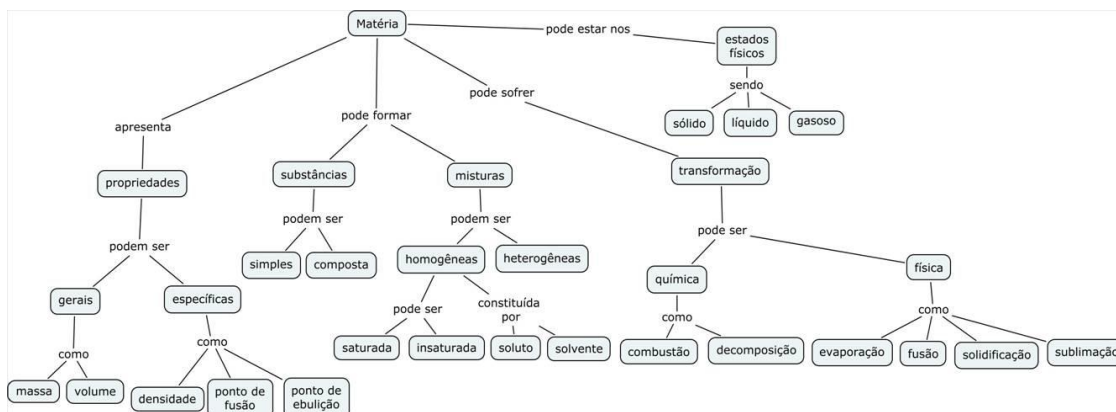 Matéria
pode estar nos
estados
físicos
sendo
sólido
líquido
gasoso
pode sofrer
pode formar
apresenta
propriedades
substâncias
misturas
transformação
podem ser
podem ser
podem ser
pode ser
simples
composta
homogêneas
heterogêneas
química
física
gerais
específicas
pode ser
constituída
por
como
como
como
como
saturada
insaturada
soluto
solvente
combustão
decomposição
evaporação
fusão
solidificação
sublimação
massa
volume
densidade
ponto de
fusão
ponto de
ebulição